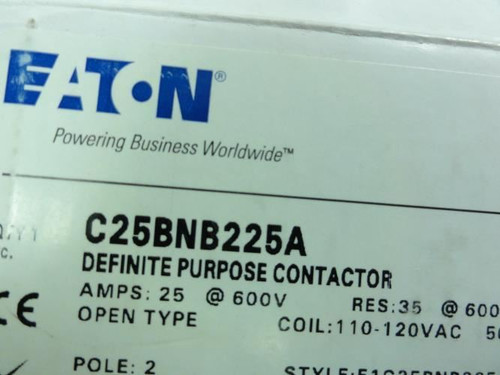 EATON®
Powering Business Worldwide™
C25BNB225A
c.
DEFINITE PURPOSE CONTACTOR
AMPS: 25 @ 600V RES:35 @ 600
OPEN TYPE COIL:110-120VAC
POLE: 2